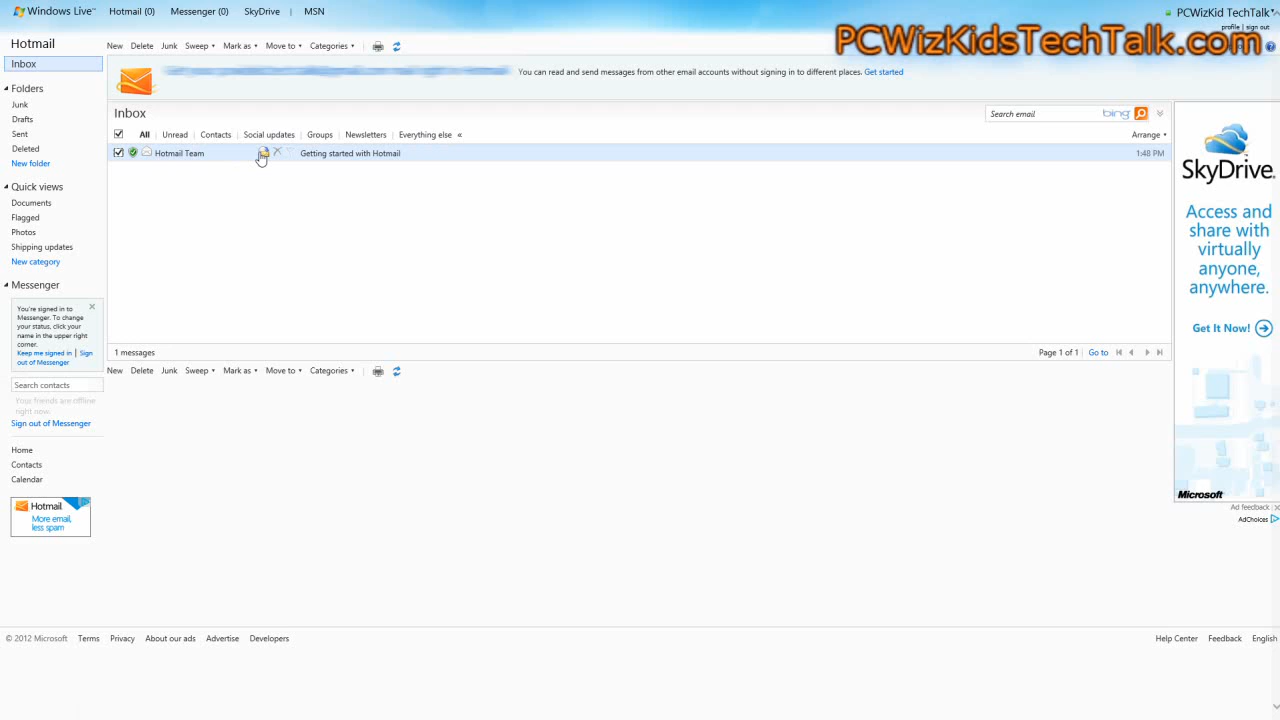 Windows Live™ Hotmail (0) Messenger (0) SkyDrive MSN PCWizKid TechTalk
profile | sign out
PCWizKidsTechTalk.com
Hotmail
New Delete Junk Sweep Mark as Move to Categories
Inbox
You can read and send messages from other email accounts without signing in to different places. Get started
Folders
Junk
Drafts
Sent
Deleted
New folder
Quick views
Documents
Flagged
Photos
Shipping updates
New category
Messenger
You're signed in to
Messenger. To change
your status, click your
name in the upper right
corner.
Keep me signed in | Sign
out of Messenger
Search contacts
Your friends are offline
right now.
Sign out of Messenger
Home
Contacts
Calendar
Hotmail
More email,
less spam
Inbox
Search email bing
All Unread Contacts Social updates Groups Newsletters Everything else « Arrange
Hotmail Team Getting started with Hotmail 1:48 PM
1 messages Page 1 of 1 Go to
New Delete Junk Sweep Mark as Move to Categories
SkyDrive
Access and
share with
virtually
anyone,
anywhere.
Get It Now!
Microsoft
Ad feedback
AdChoices
© 2012 Microsoft Terms Privacy About our ads Advertise Developers Help Center Feedback English